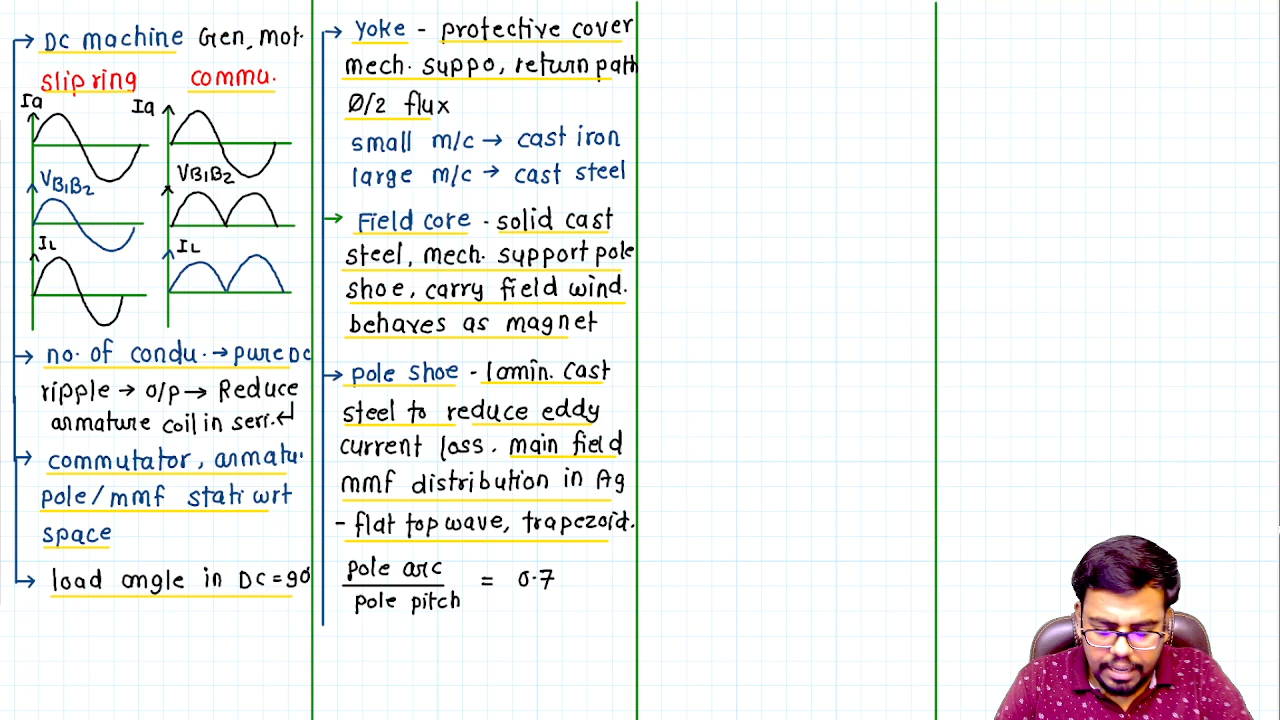 DC machine Gen, mot.
slip ring commu.
Ia Ia
VB1B2 VB1B2
IL IL
no. of condu. → pure DC
ripple → o/p → Reduce
armature coil in seri. ↲
commutator, armatu.
pole/mmf stati wrt
space
load angle in DC = 90°
Yoke - protective cover
mech. suppo, return path
Ø/2 flux
small m/c → cast iron
large m/c → cast steel
Field core - solid cast
steel, mech. support pole
shoe, carry field wind.
behaves as magnet
pole shoe - lamin. cast
steel to reduce eddy
current loss. main field
mmf distribution in Ag
- flat top wave, trapezoid.
pole arc
pole pitch = 0.7